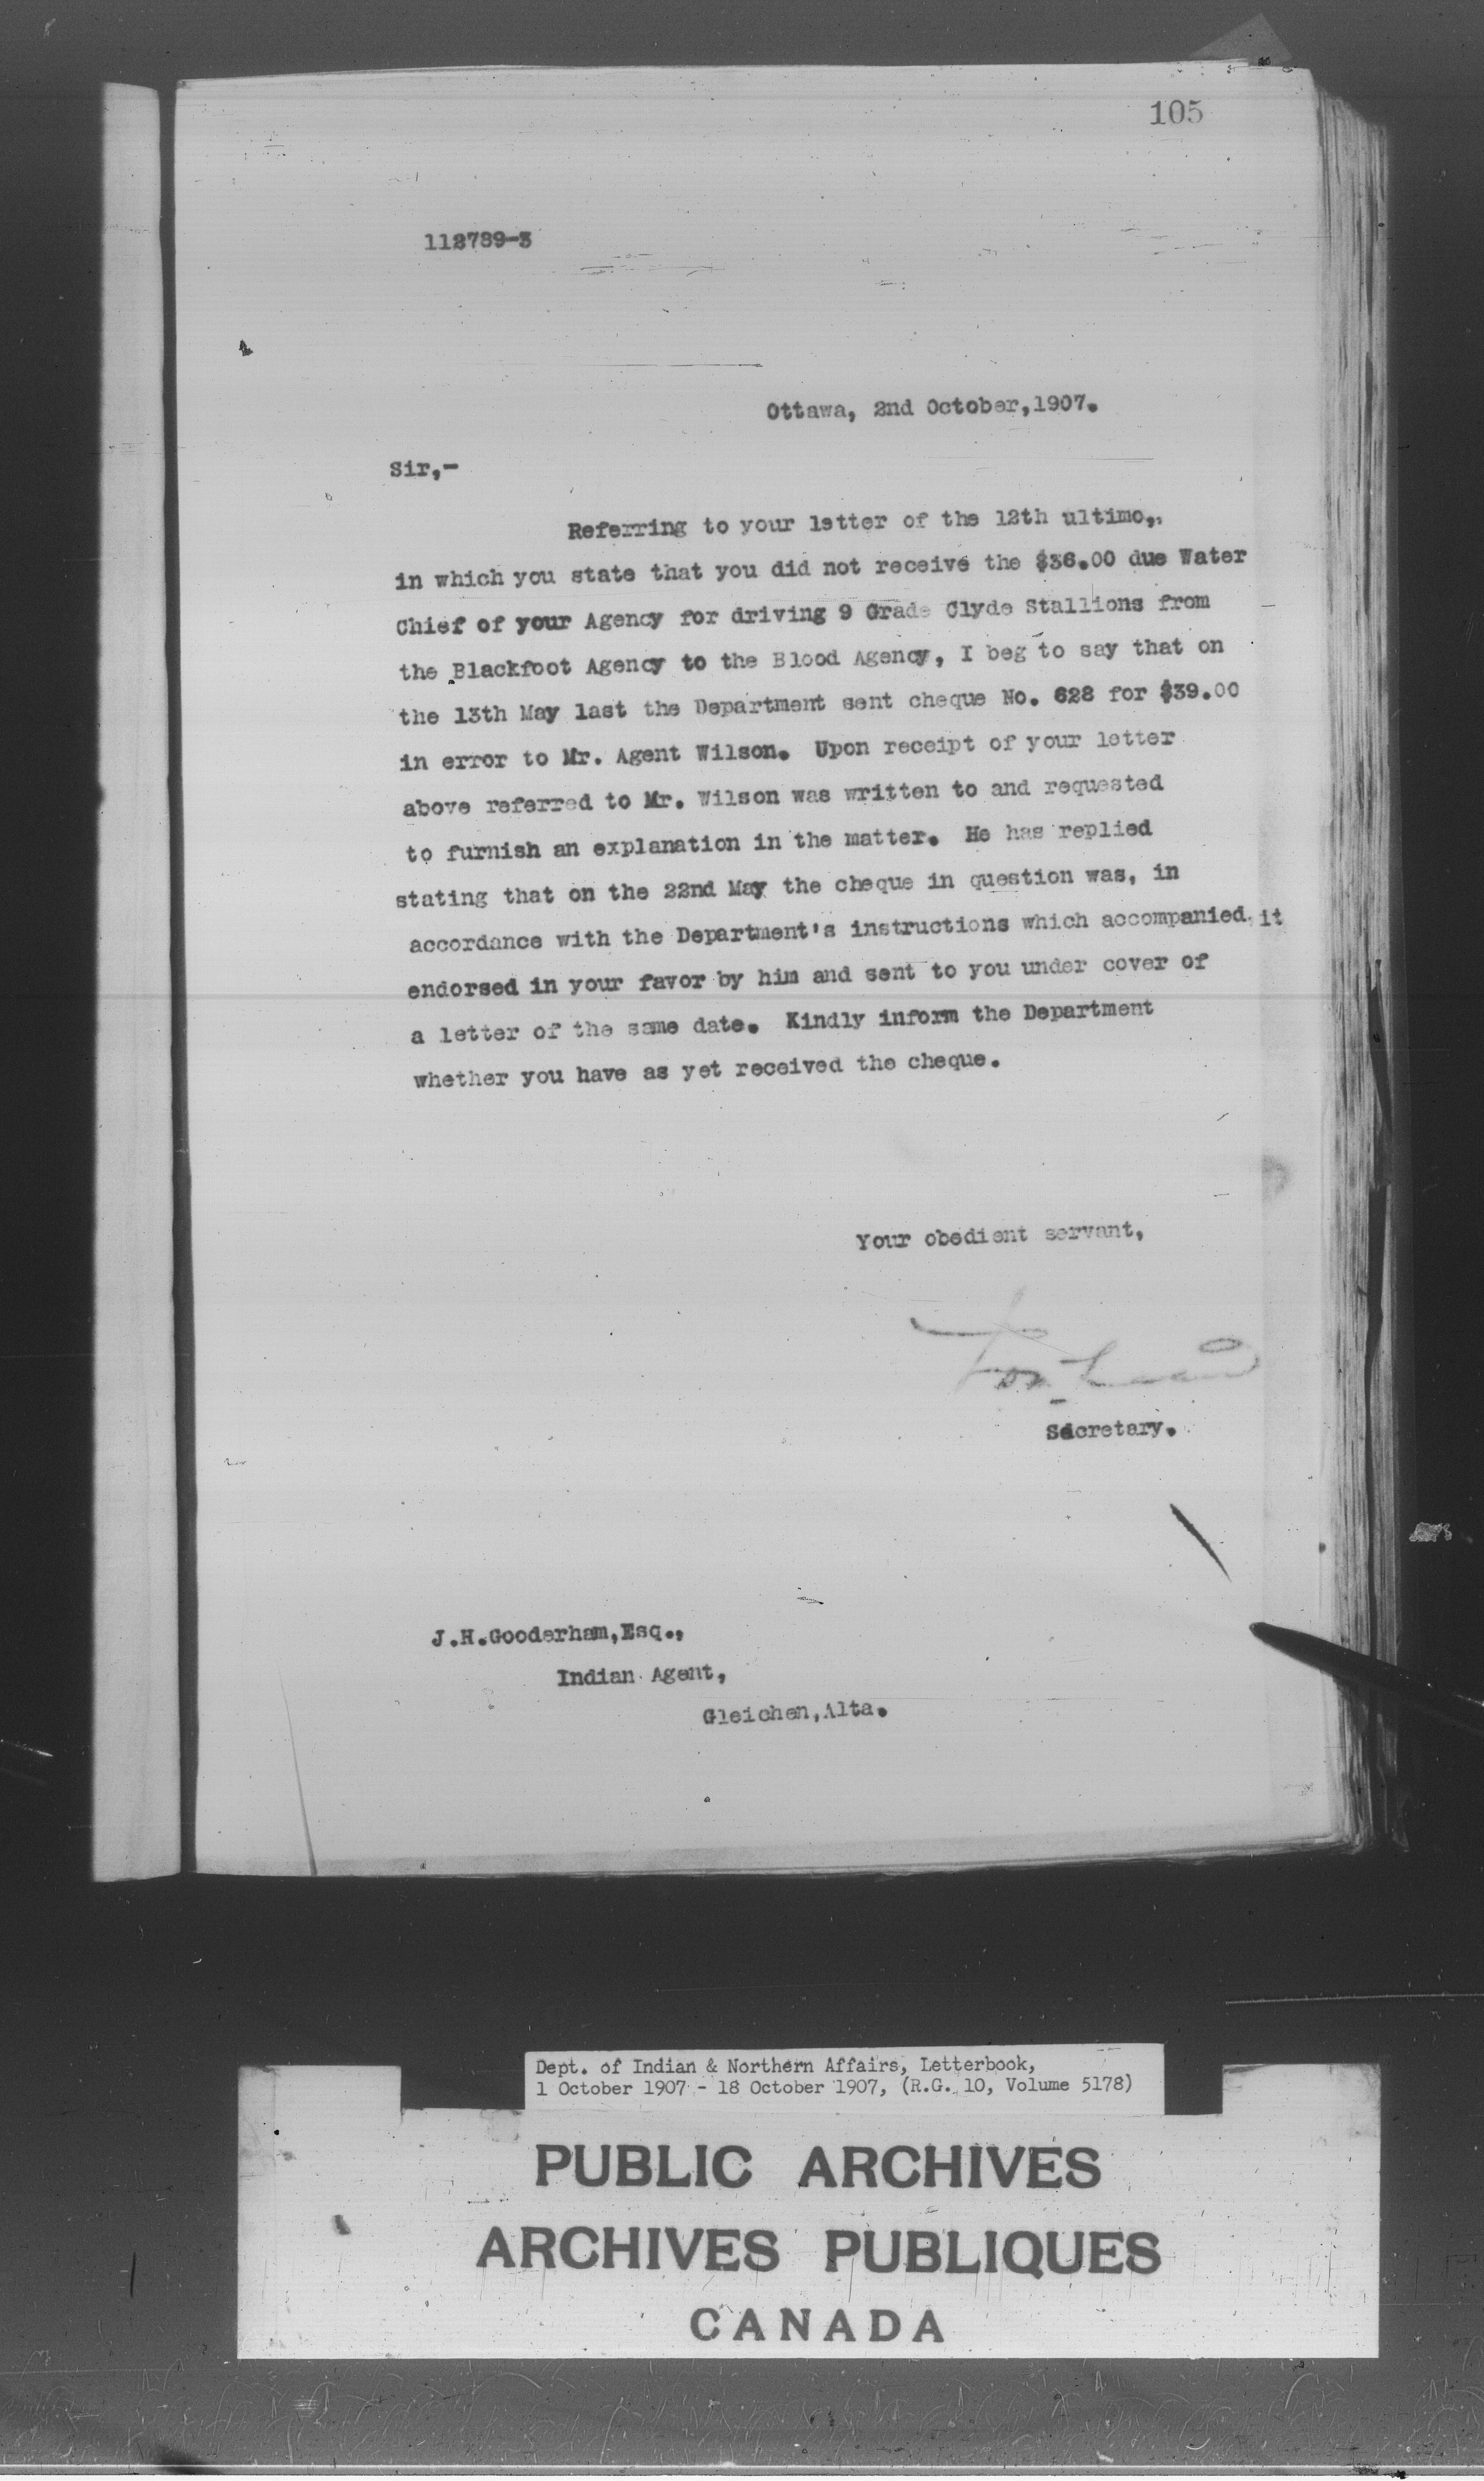 105
112789-3
Ottawa, 2nd October,1907.
Sir,-
Referring to your letter of the 12th ultimo,
in which you state that you did not receive the $36.00 due Water
Chief of your Agency for driving 9 Grade Clyde Stallions from
the Blackfoot Agency to the Blood Agency, I beg to say that on
the 13th May last the Department sent cheque No. 628 for $39.00
in error to Mr. Agent Wilson. Upon receipt of your letter
above referred to Mr. Wilson was written to and requested
to furnish an explanation in the matter. He has replied
stating that on the 22nd May the cheque in question was, in
accordance with the Department's instructions which accompanied it
endorsed in your favor by him and sent to you under cover of
a letter of the same date. Kindly inform the Department
whether you have as yet received the cheque.
Your obedient servant,
Secretary.
J.H.Gooderham,Esq.,
Indian Agent,
Gleichen,Alta.
Dept. of Indian & Northern Affairs, Letterbook,
1 October 1907 - 18 October 1907, (R.G. 10, Volume 5178)
PUBLIC ARCHIVES
ARCHIVES PUBLIQUES
CANADA